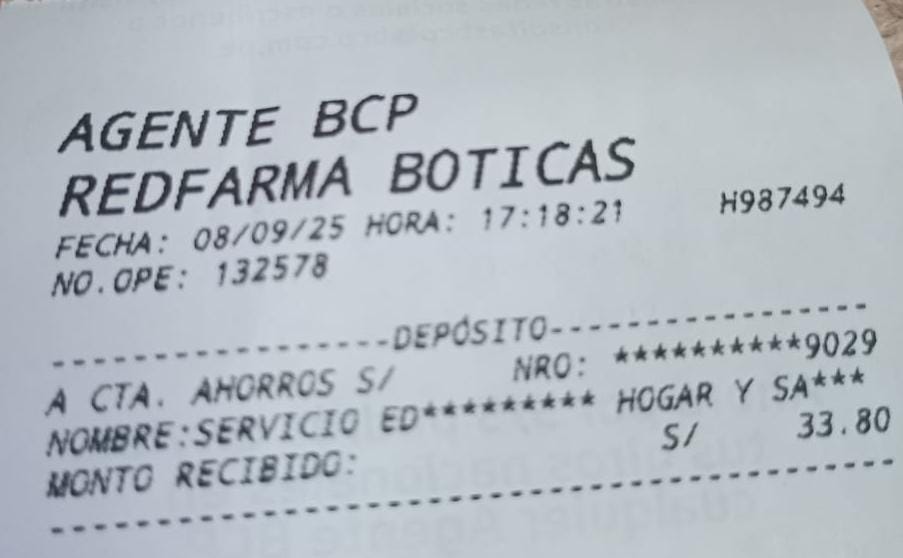 AGENTE BCP
REDFARMA BOTICAS
FECHA: 08/09/25 HORA: 17:18:21 H987494
NO.OPE: 132578
-----------------DEPÓSITO-----------------
A CTA. AHORROS S/ NRO: **********9029
NOMBRE:SERVICIO ED********* HOGAR Y SA***
MONTO RECIBIDO: S/ 33.80